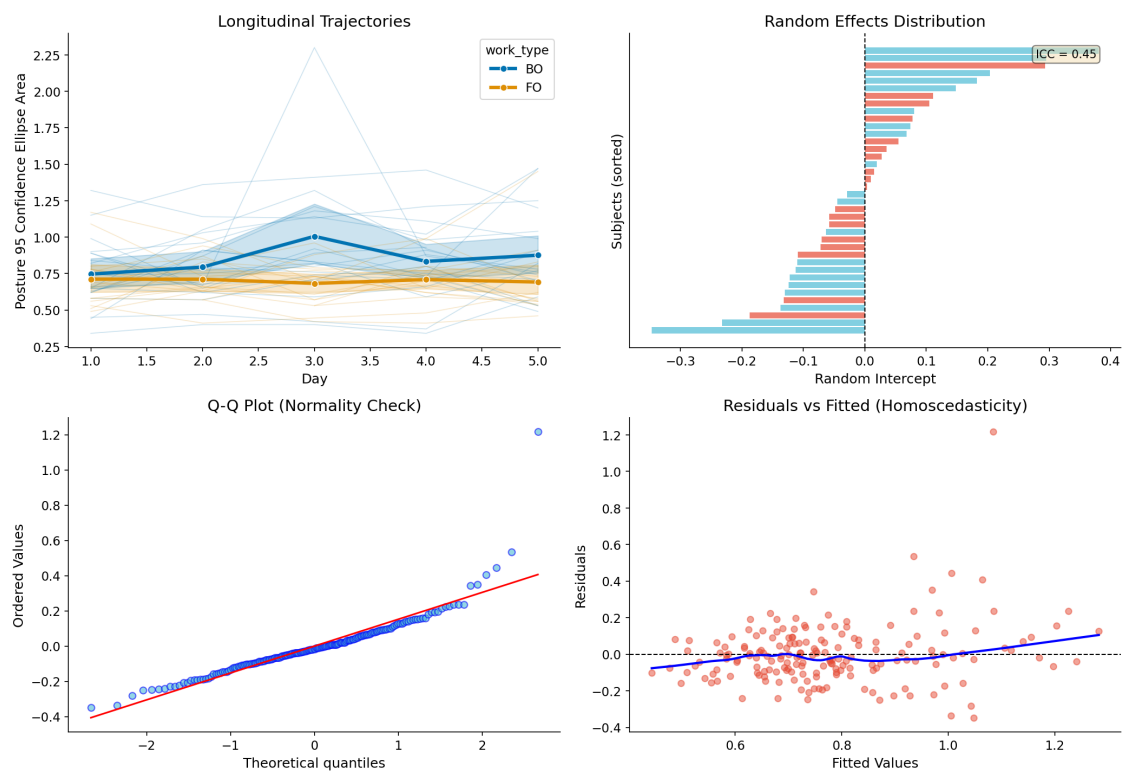 Longitudinal Trajectories
Posture 95 Confidence Ellipse Area
2.25
2.00
1.75
1.50
1.25
1.00
0.75
0.50
0.25
work_type
BO
FO
1.0 1.5 2.0 2.5 3.0 3.5 4.0 4.5 5.0
Day
Random Effects Distribution
Subjects (sorted)
ICC = 0.45
−0.3 −0.2 −0.1 0.0 0.1 0.2 0.3 0.4
Random Intercept
Q-Q Plot (Normality Check)
Ordered Values
1.2
1.0
0.8
0.6
0.4
0.2
0.0
−0.2
−0.4
−2 −1 0 1 2
Theoretical quantiles
Residuals vs Fitted (Homoscedasticity)
Residuals
1.2
1.0
0.8
0.6
0.4
0.2
0.0
−0.2
−0.4
0.6 0.8 1.0 1.2
Fitted Values